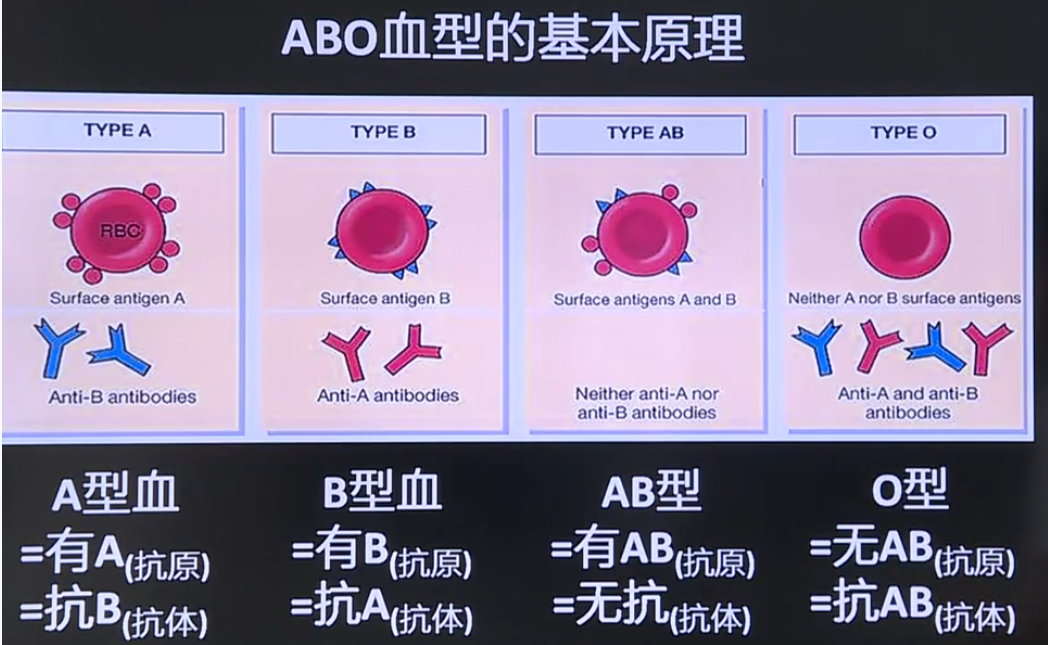 ABO血型的基本原理
TYPE A
TYPE B
TYPE AB
TYPE O
RBC
Surface antigen A
Surface antigen B
Surface antigens A and B
Neither A nor B surface antigens
Anti-B antibodies
Anti-A antibodies
Neither anti-A nor
anti-B antibodies
Anti-A and anti-B
antibodies
A型血
=有A(抗原)
=抗B(抗体)
B型血
=有B(抗原)
=抗A(抗体)
AB型
=有AB(抗原)
=无抗(抗体)
O型
=无AB(抗原)
=抗AB(抗体)